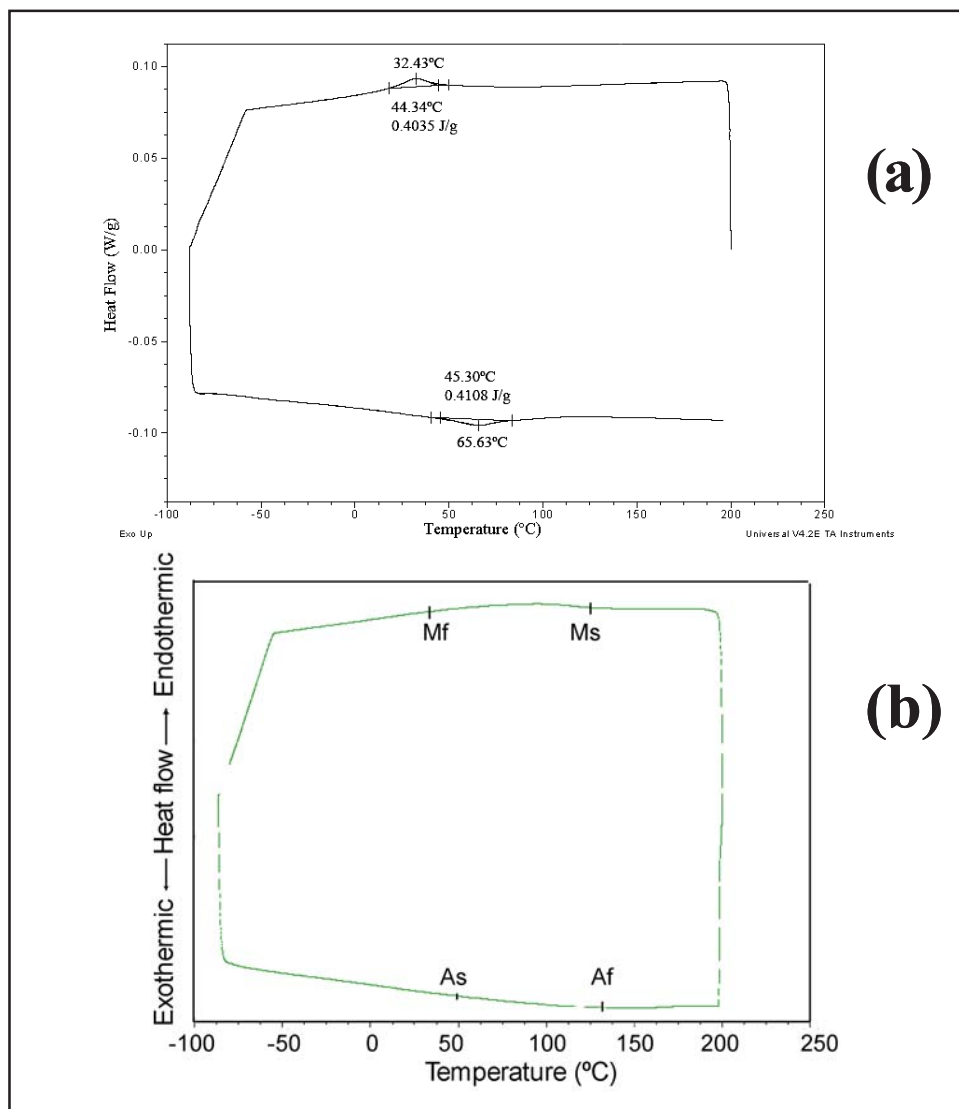 0.10
0.05
0.00
-0.05
-0.10
Heat Flow (W/g)
32.43ºC
44.34ºC
0.4035 J/g
45.30ºC
0.4108 J/g
65.63ºC
-100 -50 0 50 100 150 200 250
Exo Up
Temperature (°C)
Universal V4.2E TA Instruments
(a)
Exothermic ←Heat flow→ Endothermic
Mf Ms
As Af
-100 -50 0 50 100 150 200 250
Temperature (ºC)
(b)